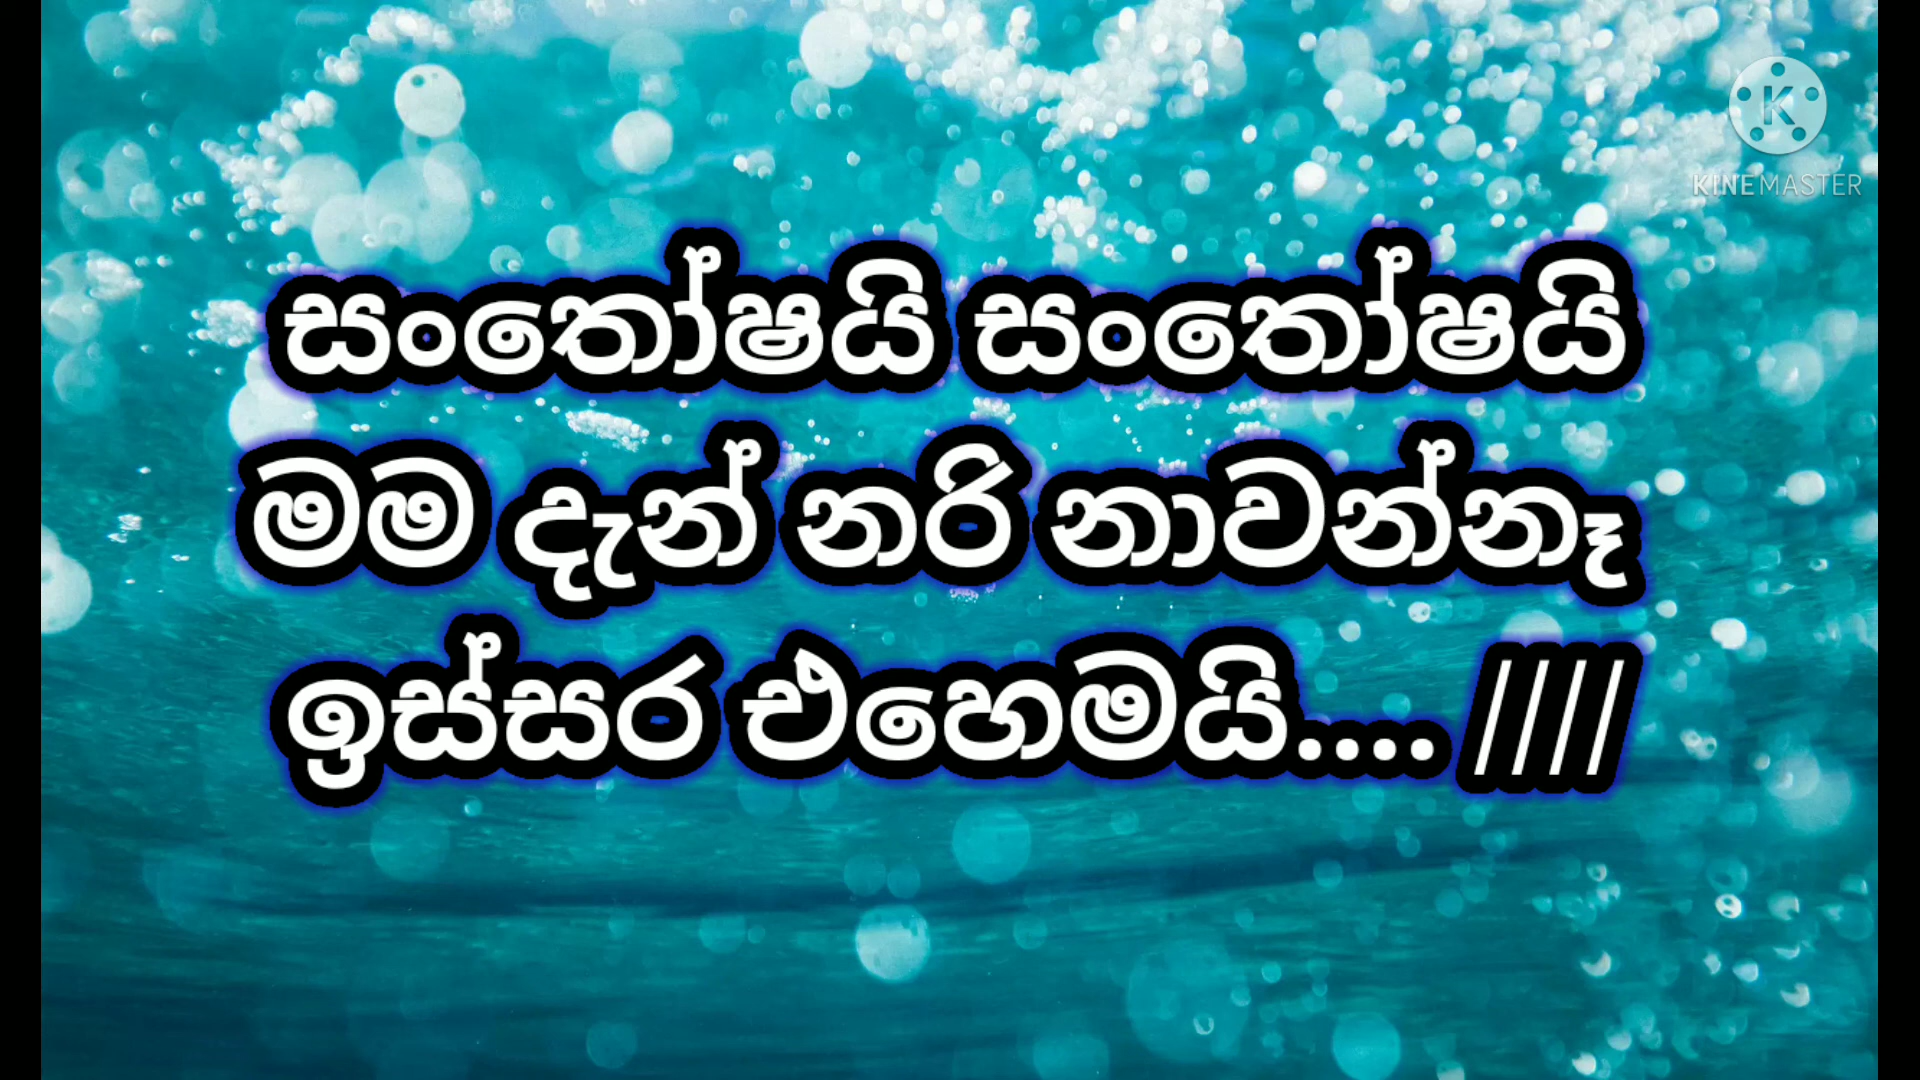 සංතෝෂයි සංතෝෂයි
මම දැන් නරි නාවන්නෑ
ඉස්සර එහෙමයි.... ////
K
KINEMASTER